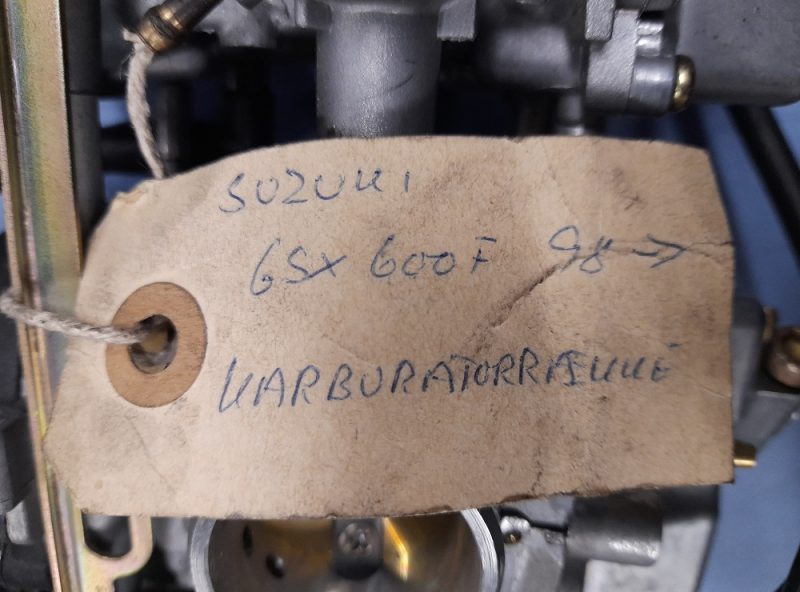 SUZUKI
GSX 600F 98 →
KARBURATORRÆKKE